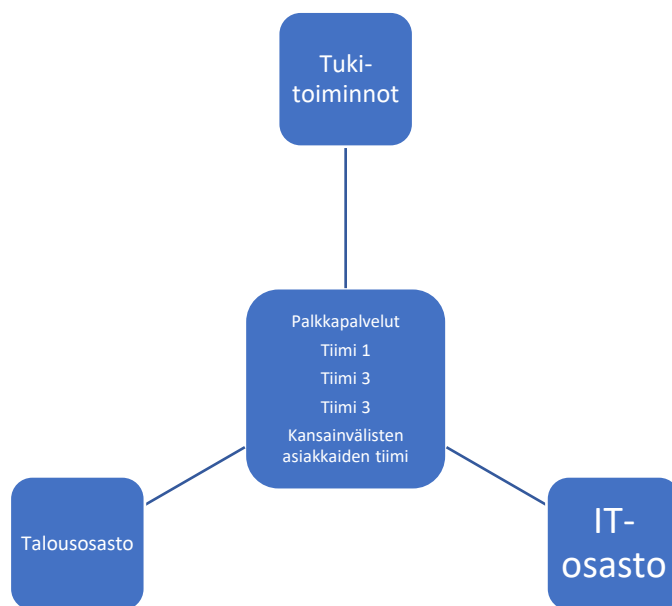 Tuki-
toiminnot
Palkkapalvelut
Tiimi 1
Tiimi 3
Tiimi 3
Kansainvälisten
asiakkaiden tiimi
Talousosasto
IT-
osasto